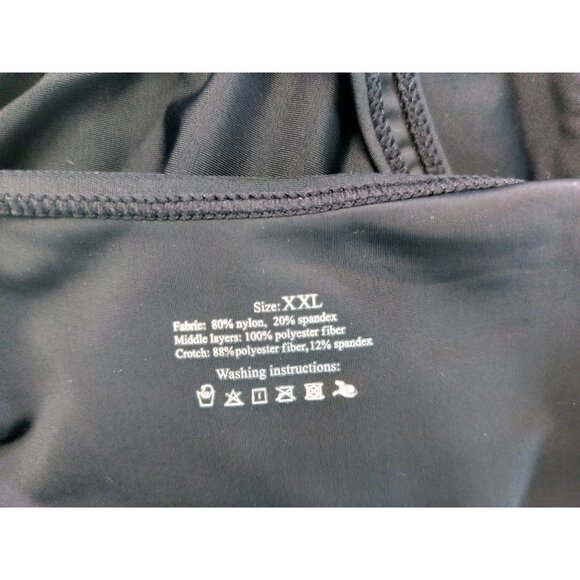 Size: XXL
Fabric: 80% nylon, 20% spandex
Middle layers: 100% polyester fiber
Crotch: 88% polyester fiber, 12% spandex
Washing instructions: